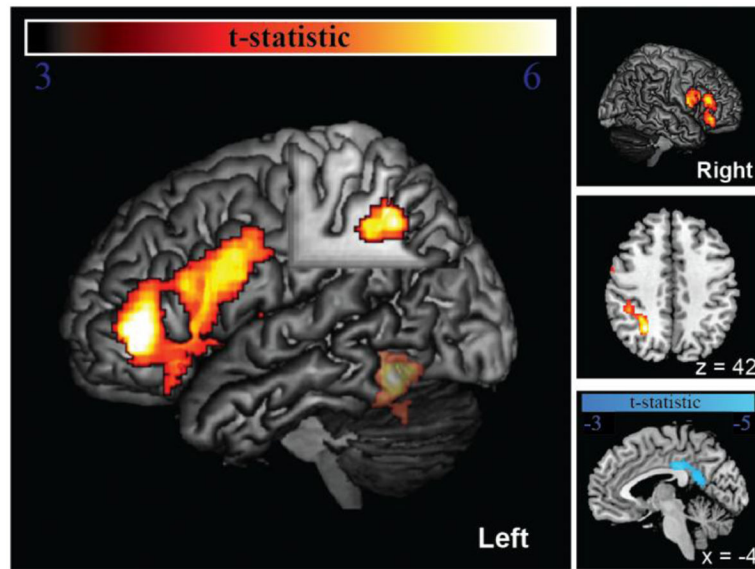 t-statistic
3 6
Left
Right
z = 42
t-statistic
-3 -5
x = -4